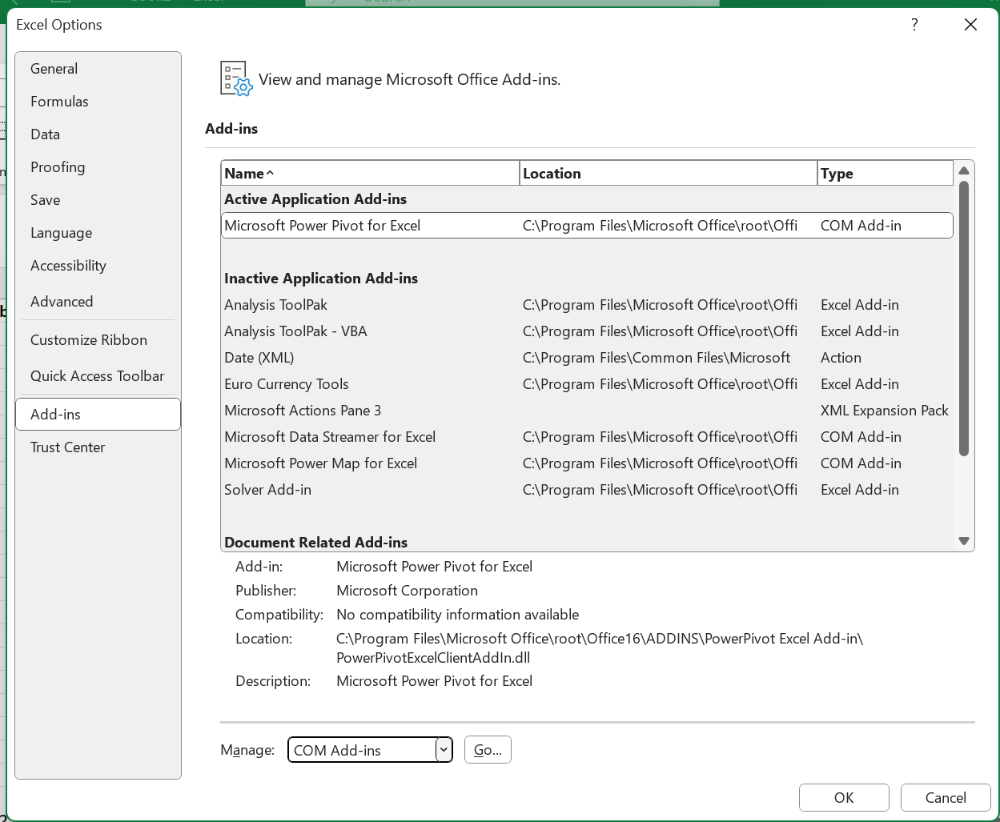 Excel Options
?
General
Formulas
Data
Proofing
Save
Language
Accessibility
Advanced
Customize Ribbon
Quick Access Toolbar
Add-ins
Trust Center
View and manage Microsoft Office Add-ins.
Add-ins
Name Location Type
Active Application Add-ins
Microsoft Power Pivot for Excel C:\Program Files\Microsoft Office\root\Offi COM Add-in
Inactive Application Add-ins
Analysis ToolPak C:\Program Files\Microsoft Office\root\Offi Excel Add-in
Analysis ToolPak - VBA C:\Program Files\Microsoft Office\root\Offi Excel Add-in
Date (XML) C:\Program Files\Common Files\Microsoft Action
Euro Currency Tools C:\Program Files\Microsoft Office\root\Offi Excel Add-in
Microsoft Actions Pane 3 XML Expansion Pack
Microsoft Data Streamer for Excel C:\Program Files\Microsoft Office\root\Offi COM Add-in
Microsoft Power Map for Excel C:\Program Files\Microsoft Office\root\Offi COM Add-in
Solver Add-in C:\Program Files\Microsoft Office\root\Offi Excel Add-in
Document Related Add-ins
Add-in: Microsoft Power Pivot for Excel
Publisher: Microsoft Corporation
Compatibility: No compatibility information available
Location: C:\Program Files\Microsoft Office\root\Office16\ADDINS\PowerPivot Excel Add-in\
PowerPivotExcelClientAddIn.dll
Description: Microsoft Power Pivot for Excel
Manage: COM Add-ins Go...
OK Cancel